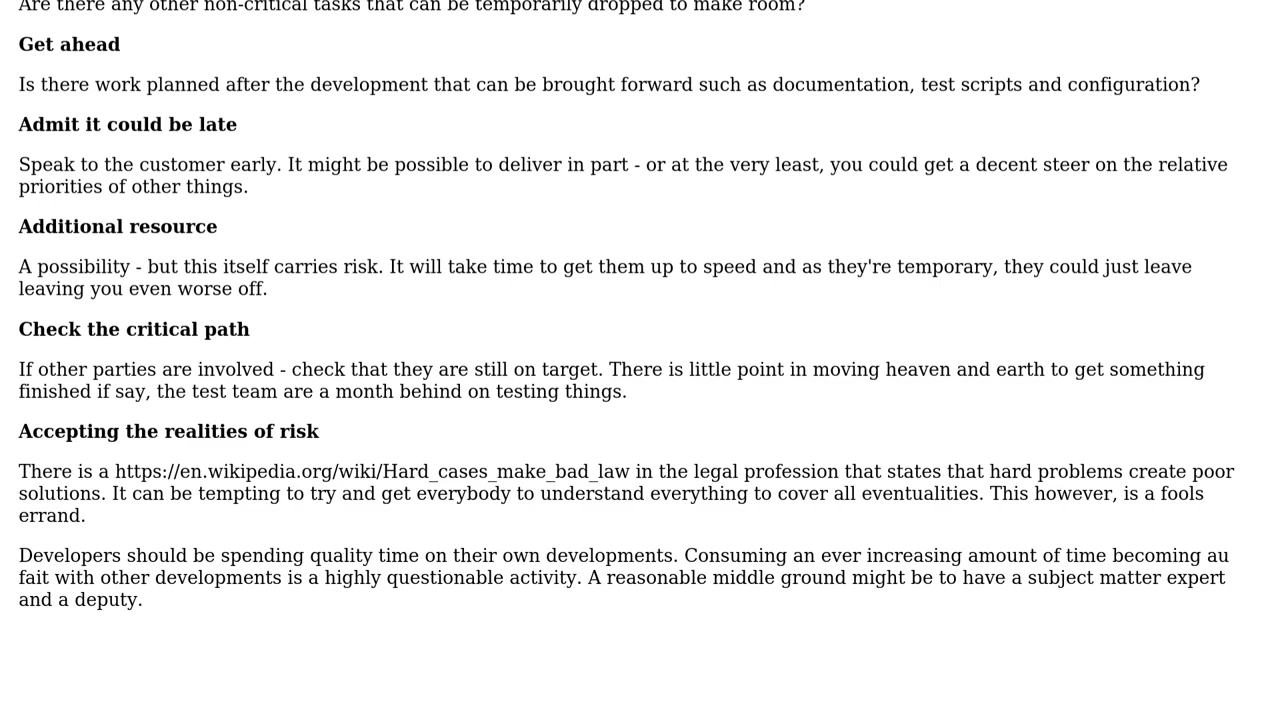 Are there any other non-critical tasks that can be temporarily dropped to make room?
Get ahead
Is there work planned after the development that can be brought forward such as documentation, test scripts and configuration?
Admit it could be late
Speak to the customer early. It might be possible to deliver in part - or at the very least, you could get a decent steer on the relative
priorities of other things.
Additional resource
A possibility - but this itself carries risk. It will take time to get them up to speed and as they're temporary, they could just leave
leaving you even worse off.
Check the critical path
If other parties are involved - check that they are still on target. There is little point in moving heaven and earth to get something
finished if say, the test team are a month behind on testing things.
Accepting the realities of risk
There is a https://en.wikipedia.org/wiki/Hard_cases_make_bad_law in the legal profession that states that hard problems create poor
solutions. It can be tempting to try and get everybody to understand everything to cover all eventualities. This however, is a fools
errand.
Developers should be spending quality time on their own developments. Consuming an ever increasing amount of time becoming au
fait with other developments is a highly questionable activity. A reasonable middle ground might be to have a subject matter expert
and a deputy.